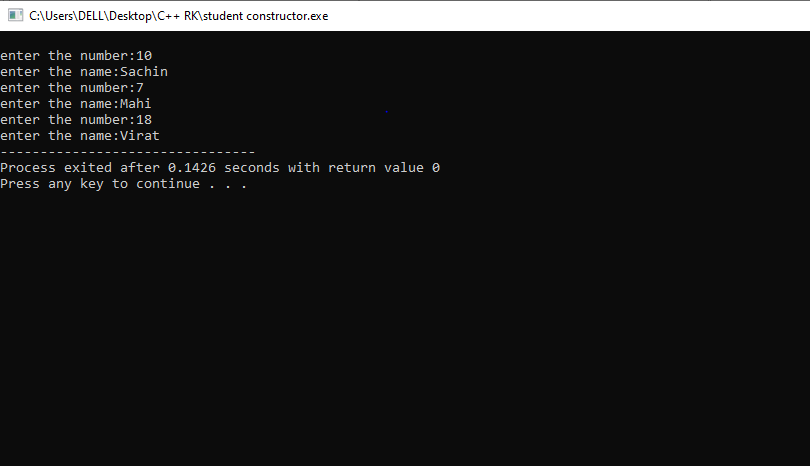 C:\Users\DELL\Desktop\C++ RK\student constructor.exe
enter the number:10
enter the name:Sachin
enter the number:7
enter the name:Mahi
enter the number:18
enter the name:Virat
--------------------------------
Process exited after 0.1426 seconds with return value 0
Press any key to continue . . .